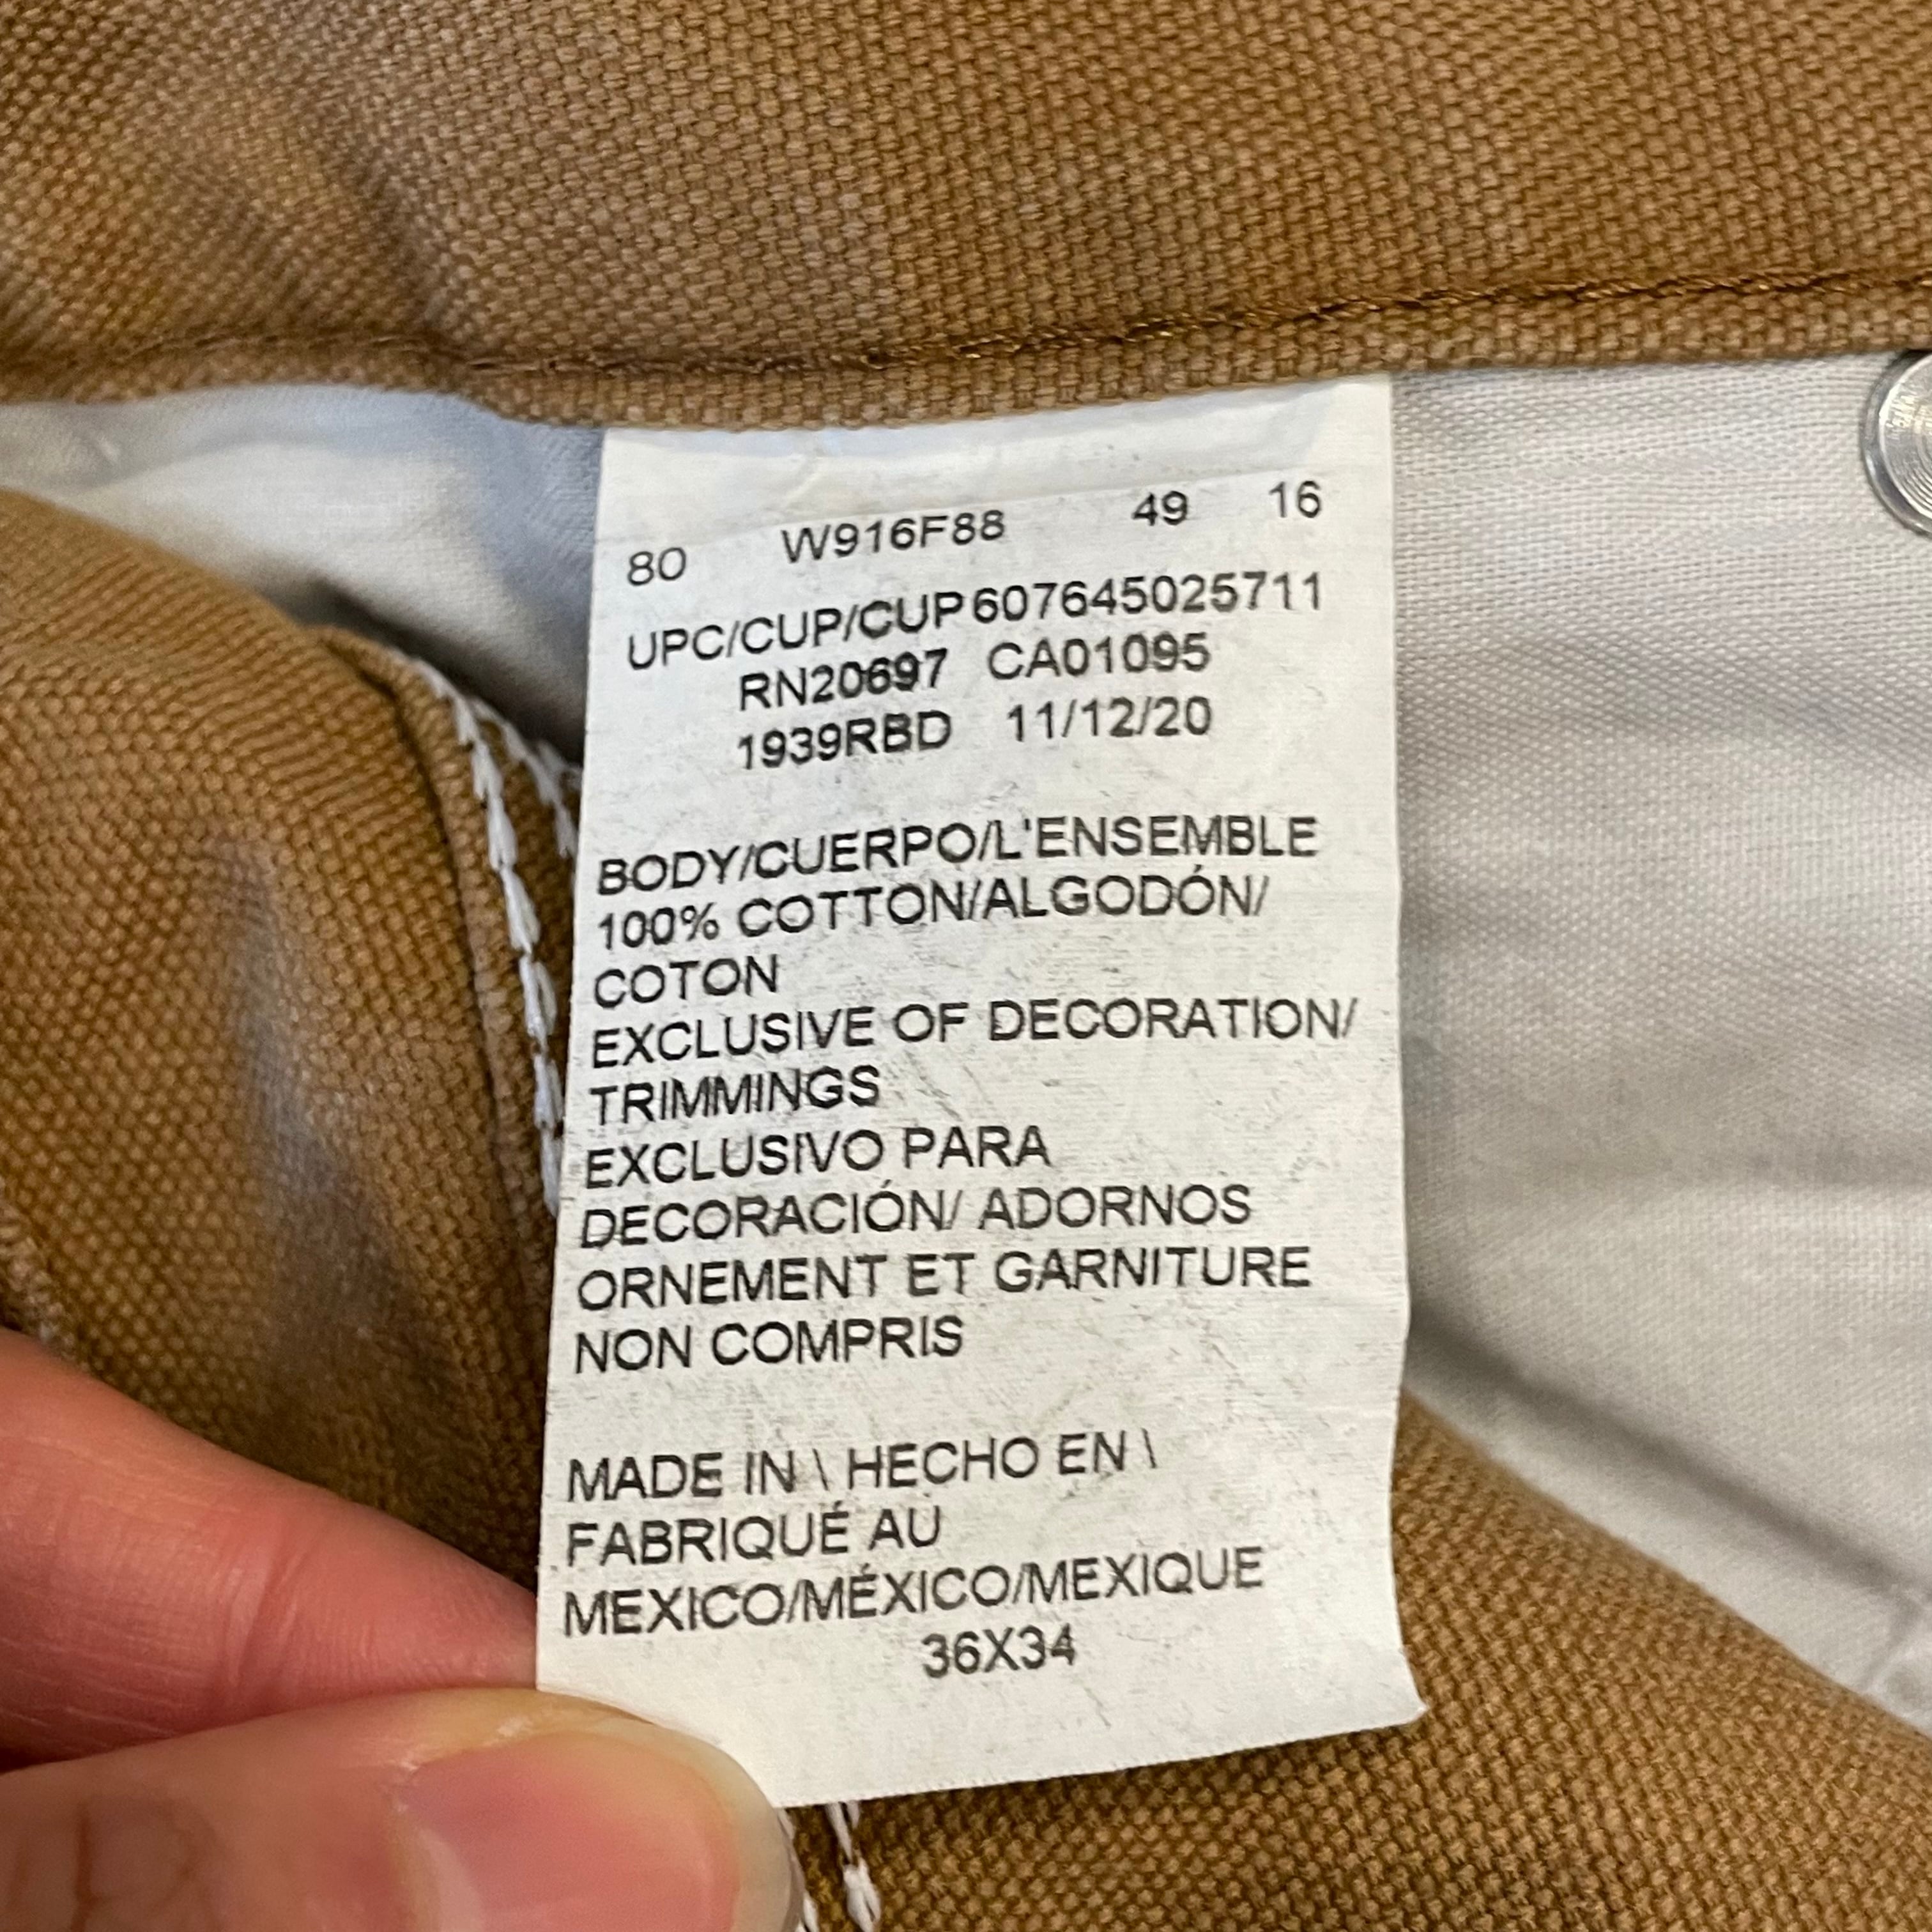 80 W916F88 49 16
UPC/CUP/CUP 607645025711
RN20697 CA01095
1939RBD 11/12/20
BODY/CUERPO/L'ENSEMBLE
100% COTTON/ALGODÓN/
COTON
EXCLUSIVE OF DECORATION/
TRIMMINGS
EXCLUSIVO PARA
DECORACIÓN/ ADORNOS
ORNEMENT ET GARNITURE
NON COMPRIS
MADE IN \ HECHO EN \
FABRIQUÉ AU
MEXICO/MÉXICO/MEXIQUE
36X34